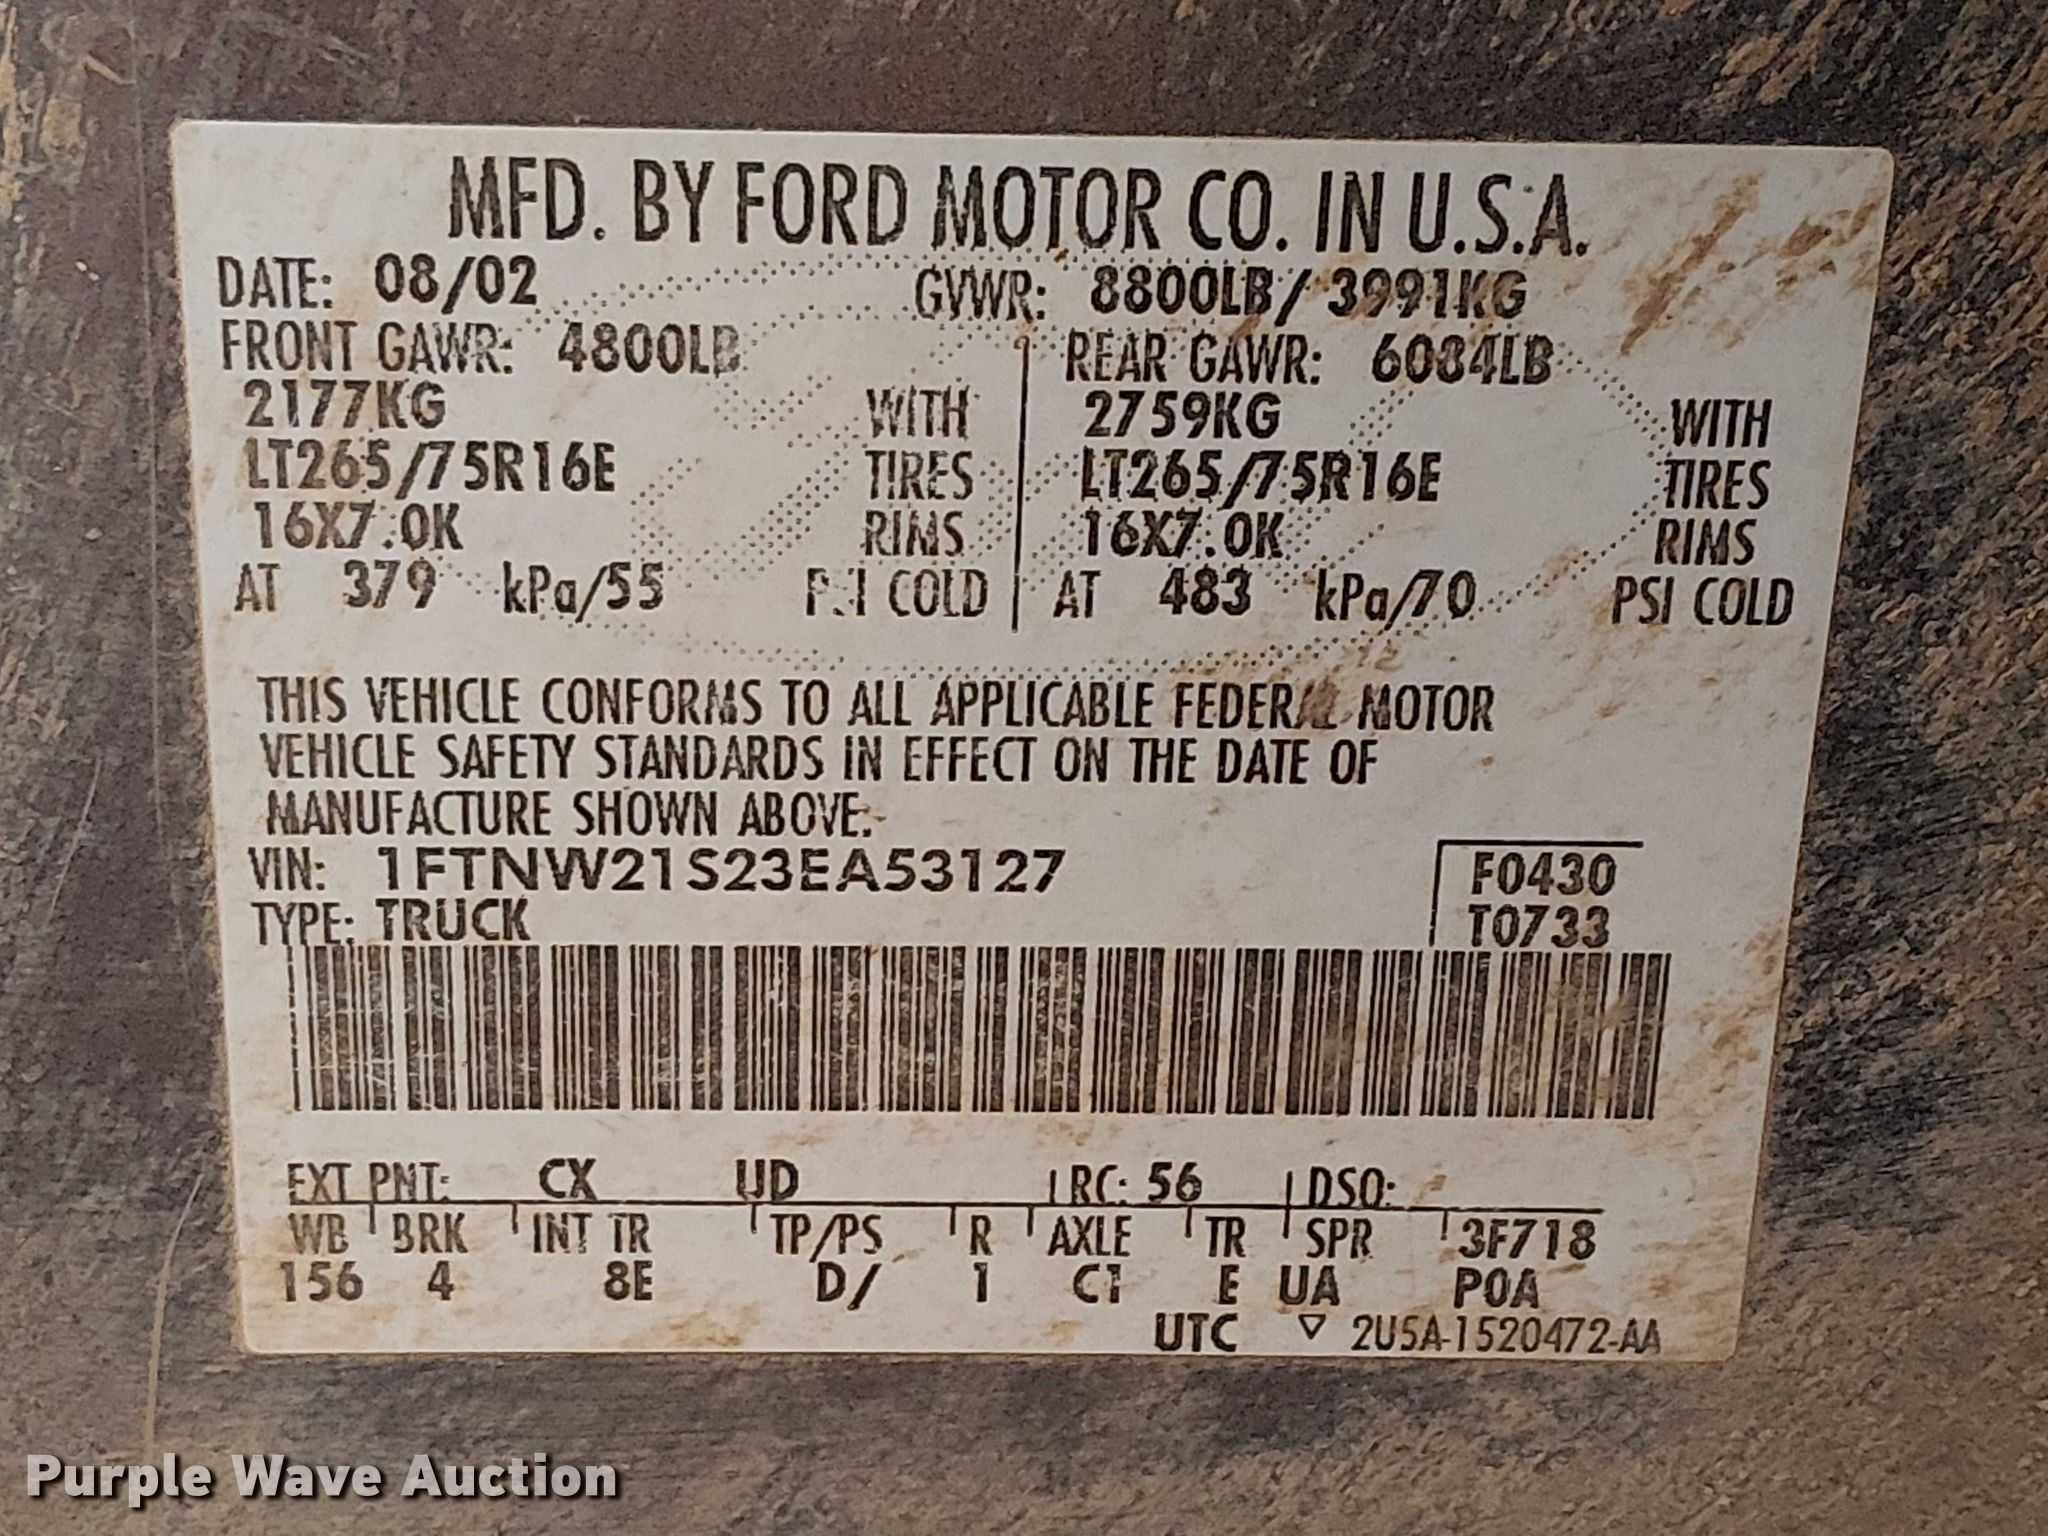 MFD. BY FORD MOTOR CO. IN U.S.A.
DATE: 08/02 GVWR: 8800LB/ 3991KG
FRONT GAWR: 4800LB REAR GAWR: 6084LB
2177KG WITH 2759KG WITH
LT265/75R16E TIRES LT265/75R16E TIRES
16X7.0K RIMS 16X7.0K RIMS
AT 379 kPa/55 PSI COLD AT 483 kPa/70 PSI COLD
THIS VEHICLE CONFORMS TO ALL APPLICABLE FEDERAL MOTOR
VEHICLE SAFETY STANDARDS IN EFFECT ON THE DATE OF
MANUFACTURE SHOWN ABOVE.
VIN: 1FTNW21S23EA53127 F0430
TYPE: TRUCK T0733
EXT PNT: CX UD RC: 56 DSO:
WB BRK INT TR TP/PS R AXLE TR SPR 3F718
156 4 8E D/ 1 C1 E UA P0A
UTC ▽ 2U5A-1520472-AA
Purple Wave Auction